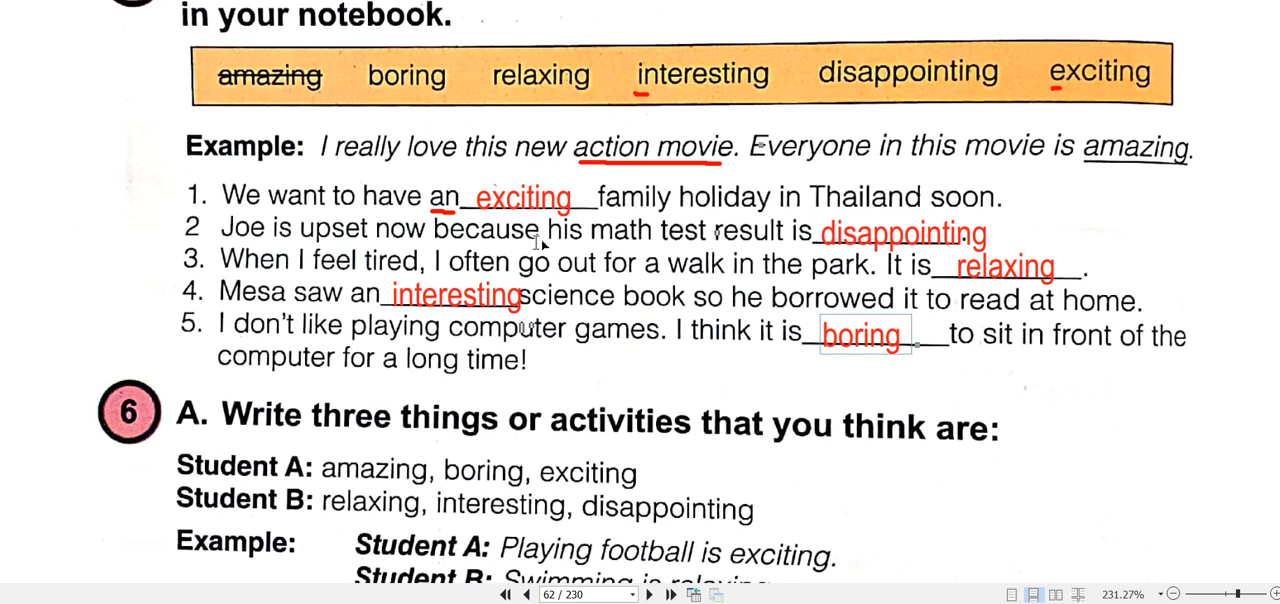 in your notebook.
amazing boring relaxing interesting disappointing exciting
Example: I really love this new action movie. Everyone in this movie is amazing.
1. We want to have an exciting family holiday in Thailand soon.
2 Joe is upset now because his math test result is disappointing.
3. When I feel tired, I often go out for a walk in the park. It is relaxing.
4. Mesa saw an interesting science book so he borrowed it to read at home.
5. I don't like playing computer games. I think it is boring to sit in front of the
computer for a long time!
6 A. Write three things or activities that you think are:
Student A: amazing, boring, exciting
Student B: relaxing, interesting, disappointing
Example: Student A: Playing football is exciting.
Student B: Swimming is relaxing
62 / 230 231.27%